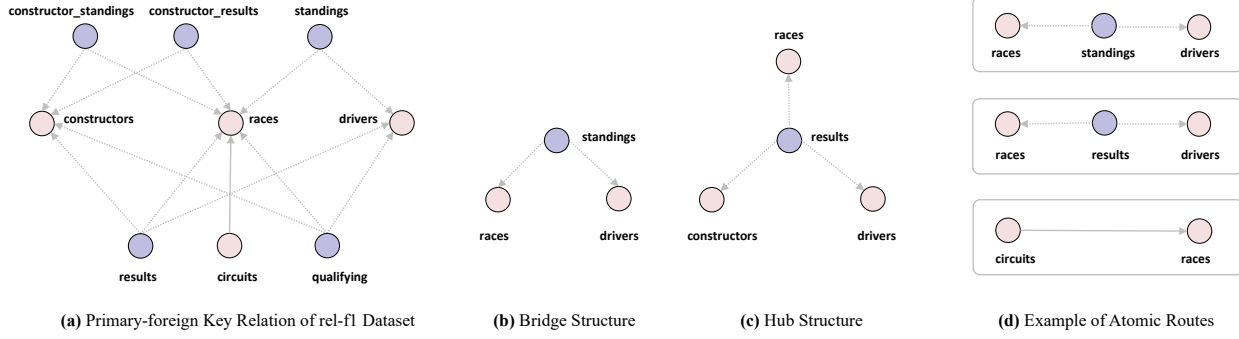 constructor_standings
constructor_results
standings
constructors
races
drivers
results
circuits
qualifying
(a) Primary-foreign Key Relation of rel-f1 Dataset
standings
races
drivers
(b) Bridge Structure
races
results
constructors
drivers
(c) Hub Structure
races
standings
drivers
races
results
drivers
circuits
races
(d) Example of Atomic Routes